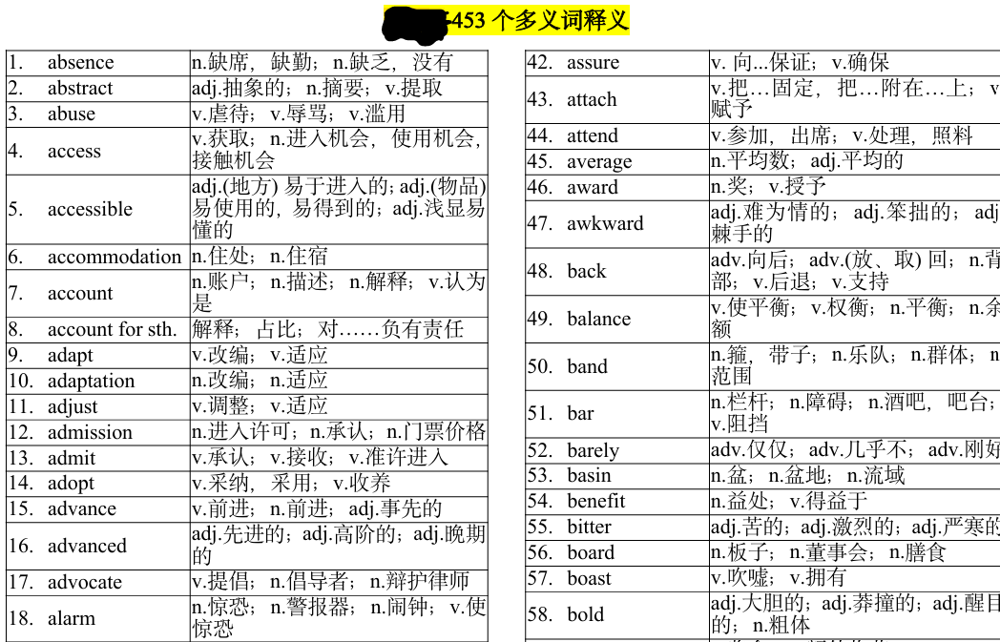 453 个多义词释义
1. absence n.缺席，缺勤；n.缺乏，没有
2. abstract adj.抽象的；n.摘要；v.提取
3. abuse v.虐待；v.辱骂；v.滥用
4. access v.获取；n.进入机会，使用机会，
接触机会
5. accessible adj.(地方) 易于进入的；adj.(物品)
易使用的，易得到的；adj.浅显易
懂的
6. accommodation n.住处；n.住宿
7. account n.账户；n.描述；n.解释；v.认为
是
8. account for sth. 解释；占比；对……负有责任
9. adapt v.改编；v.适应
10. adaptation n.改编；n.适应
11. adjust v.调整；v.适应
12. admission n.进入许可；n.承认；n.门票价格
13. admit v.承认；v.接收；v.准许进入
14. adopt v.采纳，采用；v.收养
15. advance v.前进；n.前进；adj.事先的
16. advanced adj.先进的；adj.高阶的；adj.晚期
的
17. advocate v.提倡；n.倡导者；n.辩护律师
18. alarm n.惊恐；n.警报器；n.闹钟；v.使
惊恐
42. assure v. 向...保证；v.确保
43. attach v.把…固定，把…附在…上；v
赋予
44. attend v.参加，出席；v.处理，照料
45. average n.平均数；adj.平均的
46. award n.奖；v.授予
47. awkward adj.难为情的；adj.笨拙的；adj
棘手的
48. back adv.向后；adv.(放、取) 回；n.背
部；v.后退；v.支持
49. balance v.使平衡；v.权衡；n.平衡；n.余
额
50. band n.箍，带子；n.乐队；n.群体；n
范围
51. bar n.栏杆；n.障碍；n.酒吧，吧台；
v.阻挡
52. barely adv.仅仅；adv.几乎不；adv.刚好
53. basin n.盆；n.盆地；n.流域
54. benefit n.益处；v.得益于
55. bitter adj.苦的；adj.激烈的；adj.严寒的
56. board n.板子；n.董事会；n.膳食
57. boast v.吹嘘；v.拥有
58. bold adj.大胆的；adj.莽撞的；adj.醒目
的；n.粗体